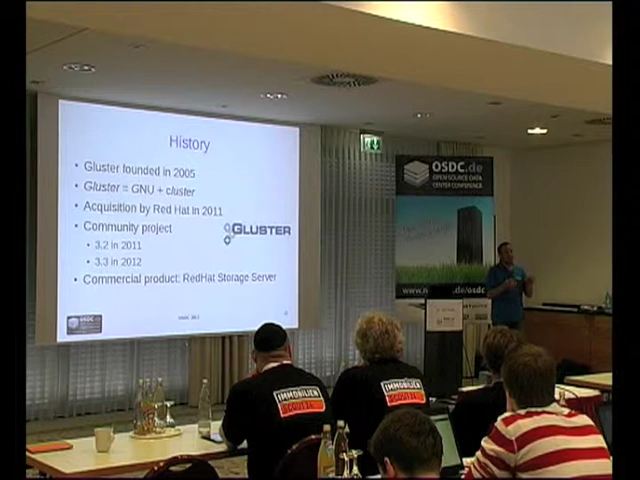 History
• Gluster founded in 2005
• Gluster = GNU + cluster
• Acquisition by Red Hat in 2011
• Community project
GLUSTER
• 3.2 in 2011
• 3.3 in 2012
• Commercial product: RedHat Storage Server
OSDC
OSDC.de
OPEN SOURCE DATA
CENTER CONFERENCE
.de/osdc
IMMOBILIEN
SCOUT24
IMMOBILIEN
SCOUT24